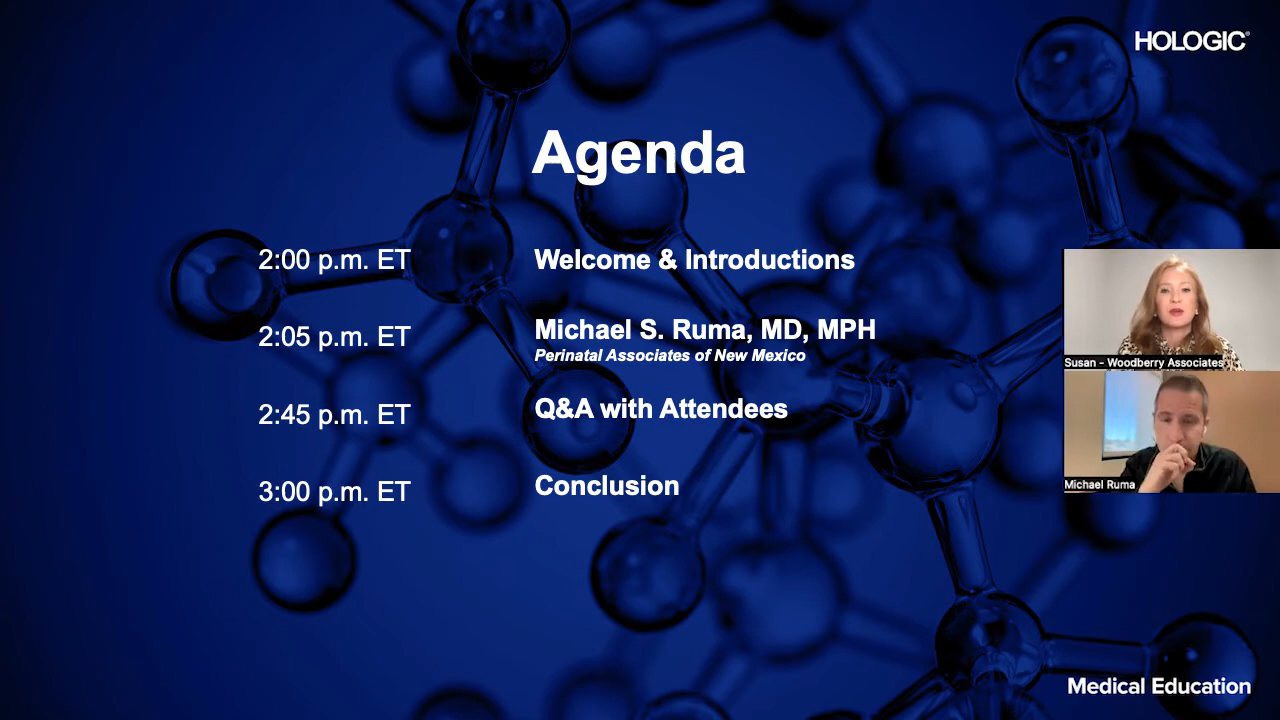 HOLOGIC®
Agenda
2:00 p.m. ET Welcome & Introductions
2:05 p.m. ET Michael S. Ruma, MD, MPH
Perinatal Associates of New Mexico
2:45 p.m. ET Q&A with Attendees
3:00 p.m. ET Conclusion
Susan - Woodberry Associates
Michael Ruma
Medical Education